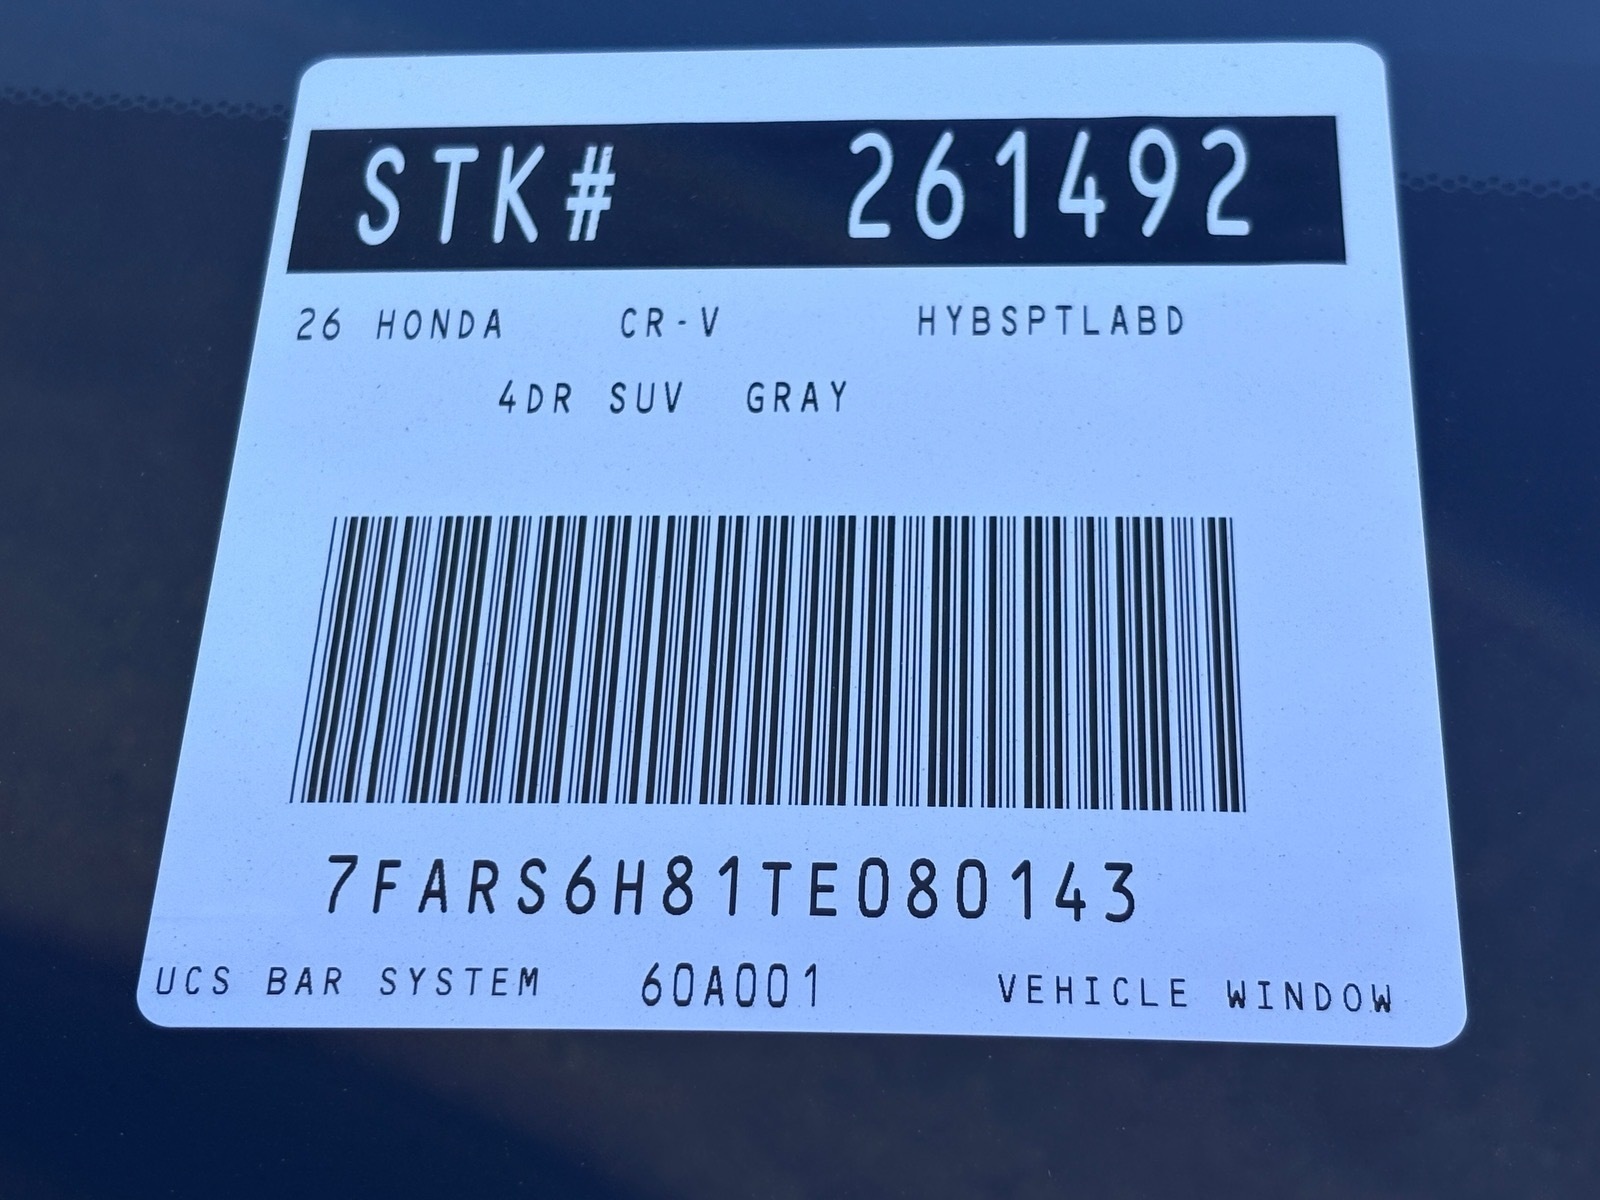 STK# 261492
26 HONDA CR-V HYBSPTLABD
4DR SUV GRAY
7FARS6H81TE080143
UCS BAR SYSTEM 60A001 VEHICLE WINDOW